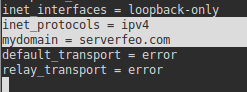 inet_interfaces = loopback-only
inet_protocols = ipv4
mydomain = serverfeo.com
default_transport = error
relay_transport = error